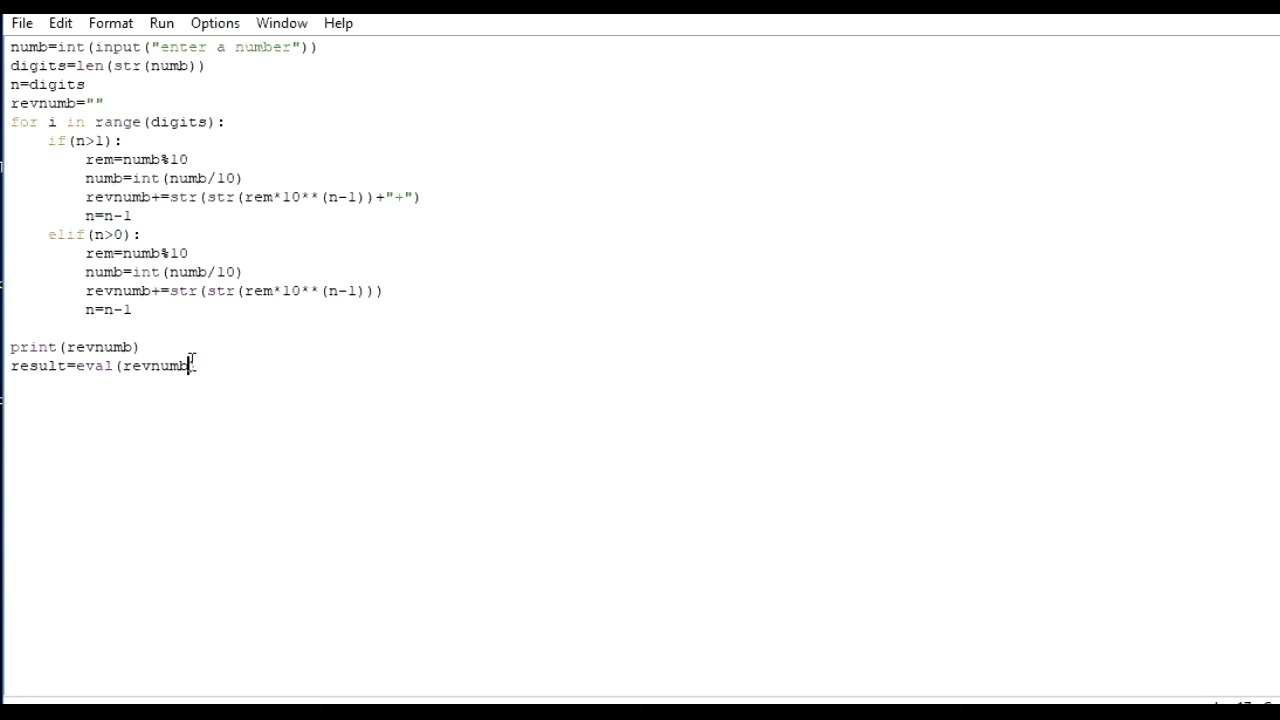 File Edit Format Run Options Window Help
numb=int(input("enter a number"))
digits=len(str(numb))
n=digits
revnumb=""
for i in range(digits):
    if(n>1):
        rem=numb%10
        numb=int(numb/10)
        revnumb+=str(str(rem*10**(n-1))+"+")
        n=n-1
    elif(n>0):
        rem=numb%10
        numb=int(numb/10)
        revnumb+=str(str(rem*10**(n-1)))
        n=n-1
print(revnumb)
result=eval(revnumb